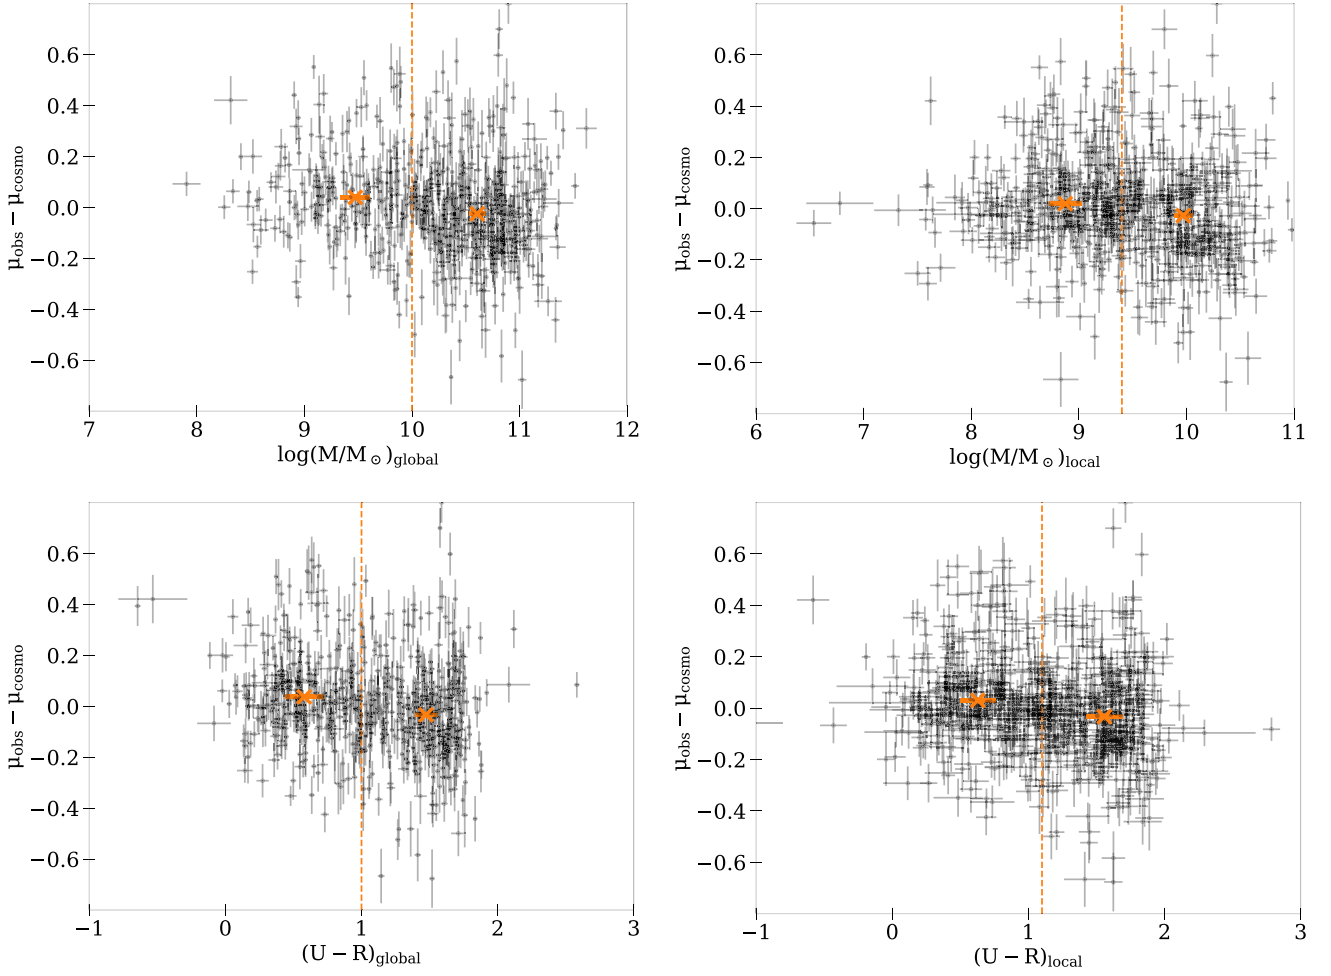 0.6
0.4
0.2
0.0
−0.2
−0.4
−0.6
μobs − μcosmo
7 8 9 10 11 12
log(M/M⊙)global
0.6
0.4
0.2
0.0
−0.2
−0.4
−0.6
μobs − μcosmo
6 7 8 9 10 11
log(M/M⊙)local
0.6
0.4
0.2
0.0
−0.2
−0.4
−0.6
μobs − μcosmo
−1 0 1 2 3
(U − R)global
0.6
0.4
0.2
0.0
−0.2
−0.4
−0.6
μobs − μcosmo
−1 0 1 2 3
(U − R)local